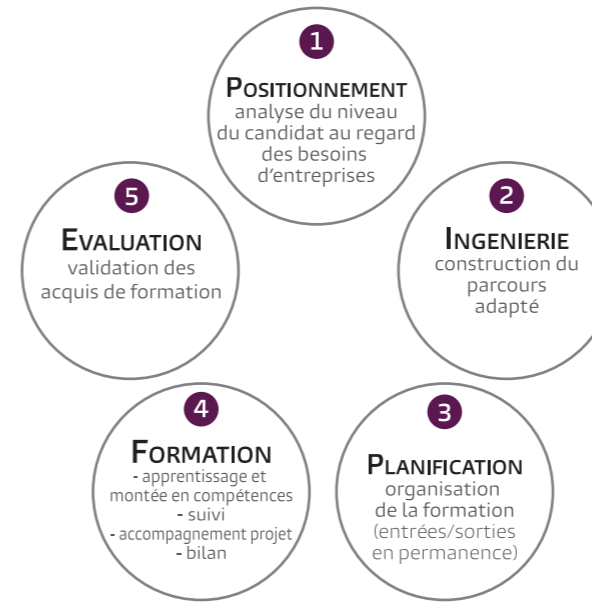 1
POSITIONNEMENT
analyse du niveau
du candidat au regard
des besoins
d'entreprises
2
INGENIERIE
construction du
parcours
adapté
3
PLANIFICATION
organisation
de la formation
(entrées/sorties
en permanence)
4
FORMATION
- apprentissage et
montée en compétences
- suivi
- accompagnement projet
- bilan
5
EVALUATION
validation des
acquis de formation